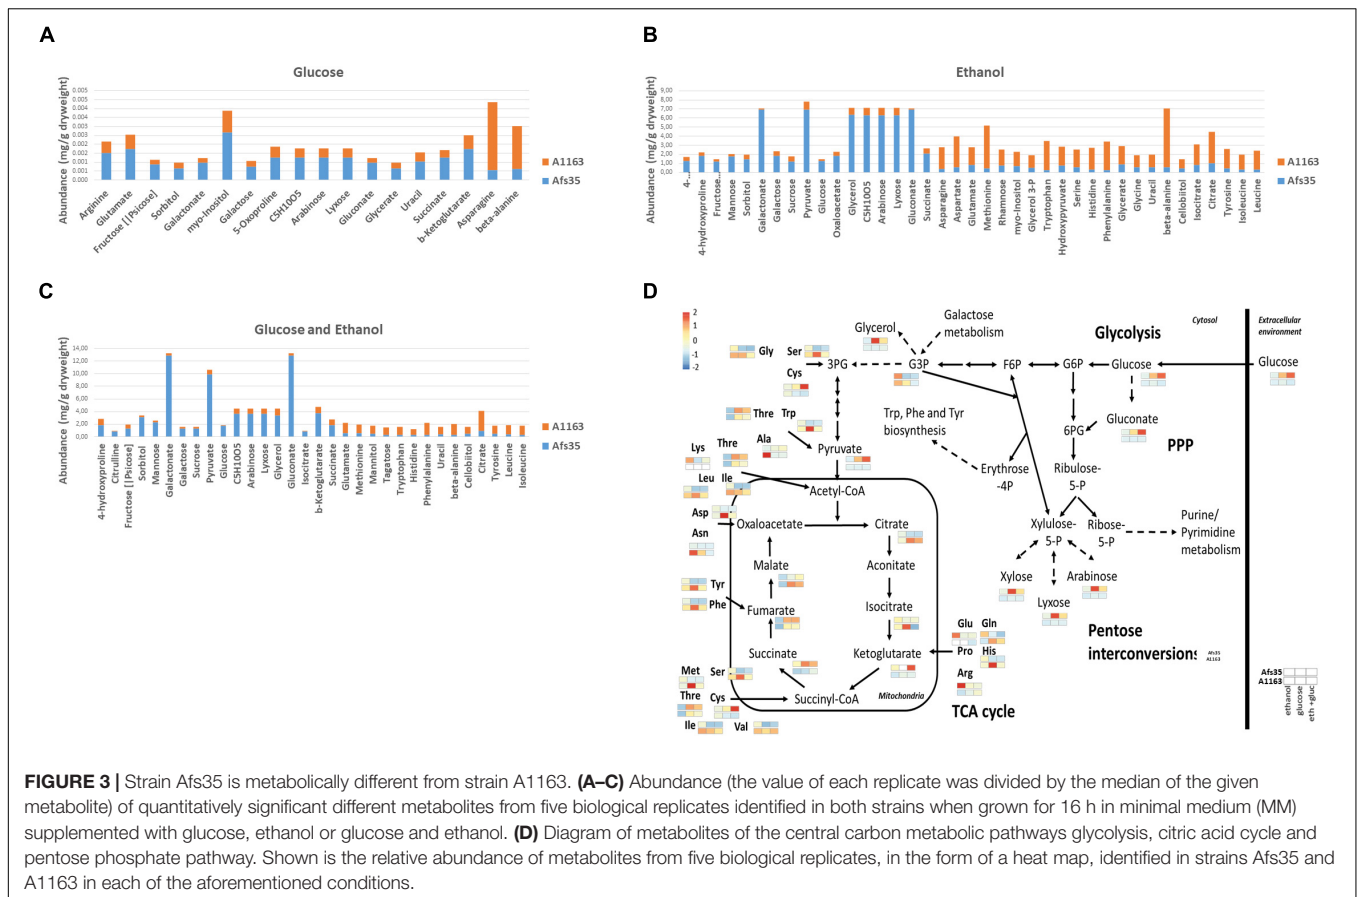 A
Glucose
Abundance (mg/g dryweight)
0.005
0.005
0.004
0.004
0.003
0.003
0.002
0.002
0.001
0.001
0.000
Arginine
Glutamate
Fructose [[Psicose]
Sorbitol
Galactonate
myo-Inositol
Galactose
5-Oxoproline
C5H10O5
Arabinose
Lyxose
Gluconate
Glycerate
Uracil
Succinate
b-Ketoglutarate
Asparagine
beta-alanine
A1163
Afs35
B
Ethanol
Abundance (mg/g dryweight)
9,00
8,00
7,00
6,00
5,00
4,00
3,00
2,00
1,00
0,00
4-...
4-hydroxyproline
Fructose...
Mannose
Sorbitol
Galactonate
Galactose
Sucrose
Pyruvate
Glucose
Oxaloacetate
Glycerol
C5H10O5
Arabinose
Lyxose
Gluconate
Succinate
Asparagine
Aspartate
Glutamate
Methionine
Rhamnose
myo-Inositol
Glycerol 3-P
Tryptophan
Hydroxypyruvate
Serine
Histidine
Phenylalanine
Glycerate
Glycine
Uracil
beta-alanine
Cellobiitol
Isocitrate
Citrate
Tyrosine
Isoleucine
Leucine
A1163
Afs35
C
Glucose and Ethanol
Abundance (mg/g dryweight)
14,00
12,00
10,00
8,00
6,00
4,00
2,00
0,00
4-hydroxyproline
Citrulline
Fructose [[Psicose]
Sorbitol
Mannose
Galactonate
Galactose
Sucrose
Pyruvate
Glucose
C5H10O5
Arabinose
Lyxose
Glycerol
Gluconate
Isocitrate
b-Ketoglutarate
Succinate
Glutamate
Methionine
Mannitol
Tagatose
Tryptophan
Histidine
Phenylalanine
Uracil
beta-alanine
Cellobiitol
Citrate
Tyrosine
Leucine
Isoleucine
A1163
Afs35
D
2
1
0
-1
-2
Glycerol
Galactose metabolism
Glycolysis
Cytosol
Extracellular environment
Gly
Ser
3PG
G3P
F6P
G6P
Glucose
Glucose
Cys
Thre
Trp
Trp, Phe and Tyr biosynthesis
Gluconate
6PG
PPP
Ala
Pyruvate
Lys
Thre
Erythrose -4P
Ribulose- 5-P
Leu
Ile
Acetyl-CoA
Asp
Oxaloacetate
Citrate
Xylulose- 5-P
Ribose- 5-P
Purine/ Pyrimidine metabolism
Asn
Malate
Aconitate
Xylose
Arabinose
Tyr
Phe
Fumarate
Isocitrate
Lyxose
Glu
Gln
Pentose interconversions
Afs35
A1163
Succinate
Ketoglutarate
Pro
His
Met
Ser
Arg
Thre
Cys
Succinyl-CoA
Mitochondria
TCA cycle
Ile
Val
Afs35
A1163
ethanol
glucose
eth +gluc
FIGURE 3 | Strain Afs35 is metabolically different from strain A1163. (A–C) Abundance (the value of each replicate was divided by the median of the given
metabolite) of quantitatively significant different metabolites from five biological replicates identified in both strains when grown for 16 h in minimal medium (MM)
supplemented with glucose, ethanol or glucose and ethanol. (D) Diagram of metabolites of the central carbon metabolic pathways glycolysis, citric acid cycle and
pentose phosphate pathway. Shown is the relative abundance of metabolites from five biological replicates, in the form of a heat map, identified in strains Afs35 and
A1163 in each of the aforementioned conditions.